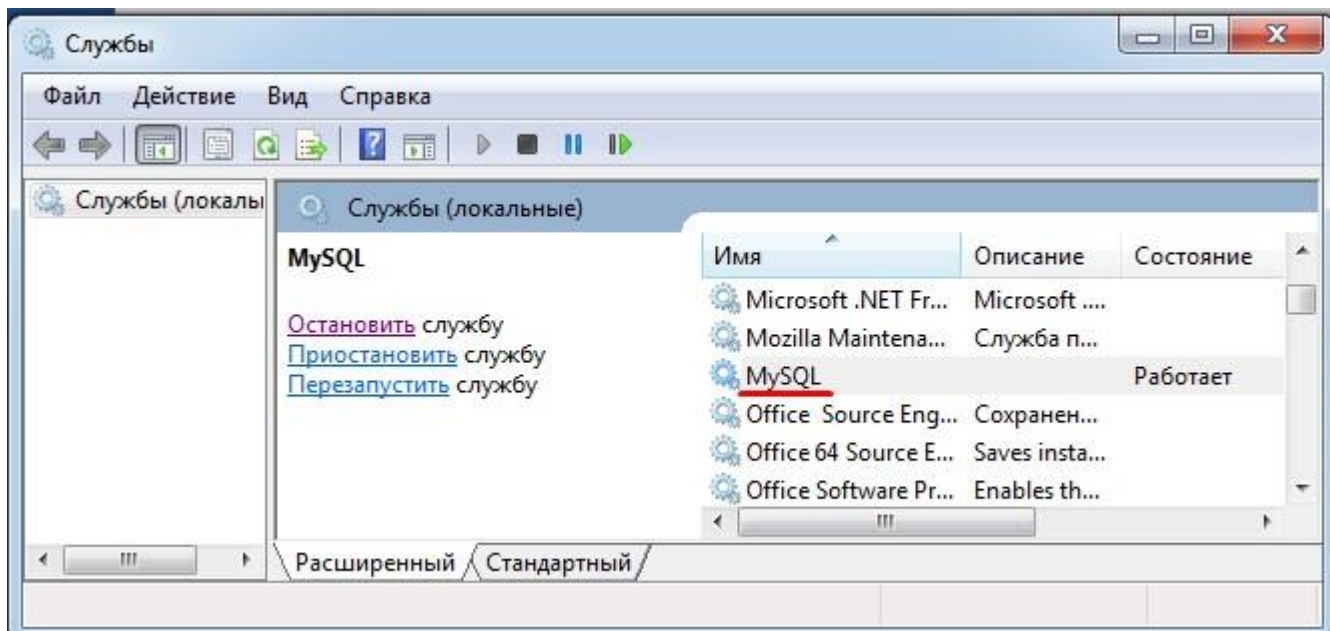 Службы
Файл Действие Вид Справка
Службы (локалы
Службы (локальные)
MySQL
Остановить службу
Приостановить службу
Перезапустить службу
Имя Описание Состояние
Microsoft .NET Fr... Microsoft ....
Mozilla Maintena... Служба п...
MySQL Работает
Office Source Eng... Сохранен...
Office 64 Source E... Saves insta...
Office Software Pr... Enables th...
Расширенный Стандартный